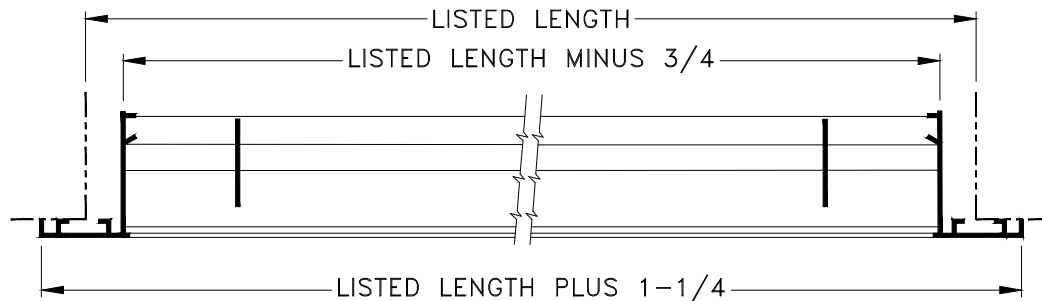 LISTED LENGTH
LISTED LENGTH MINUS 3/4
LISTED LENGTH PLUS 1-1/4